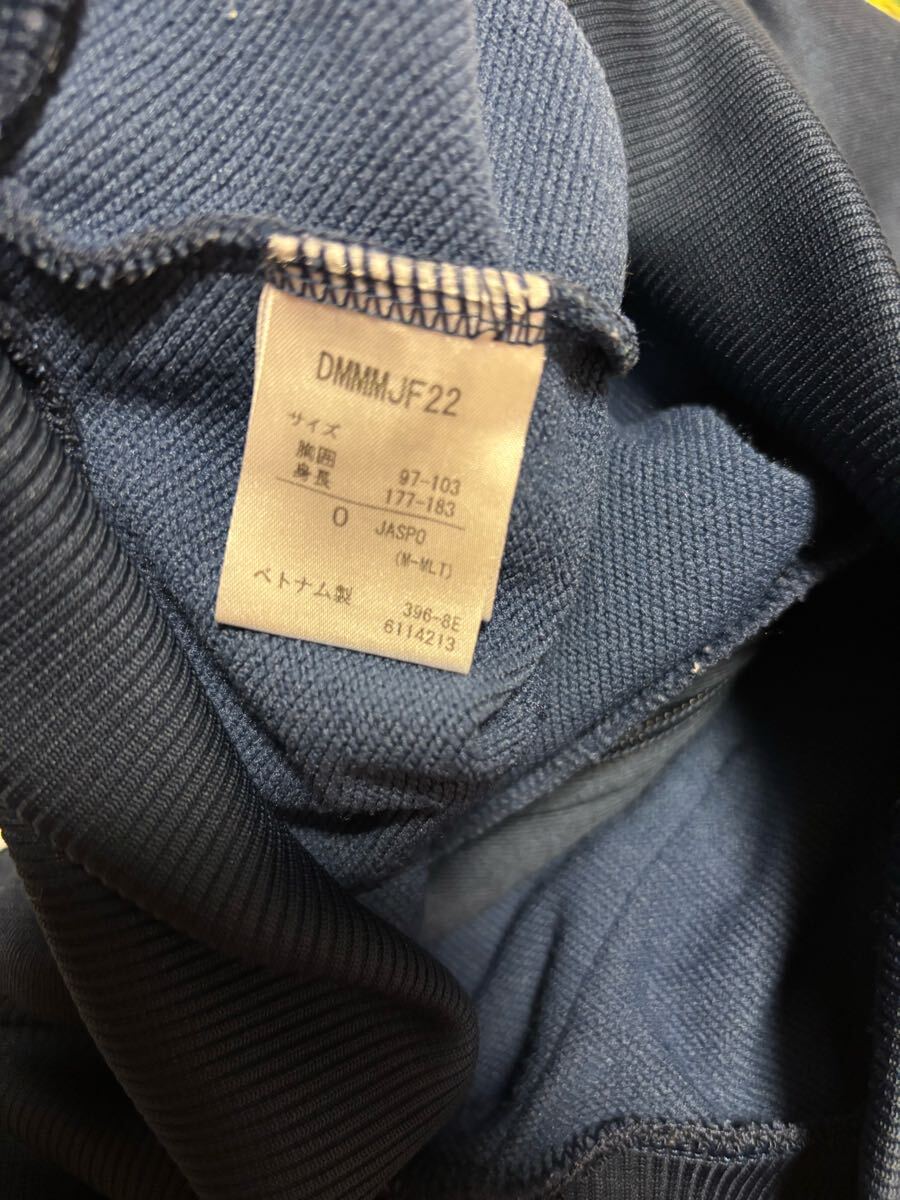 DMMMJF22
サイズ
胸囲 97-103
身長 177-183
O JASPO
(M-MLT)
ベトナム製 396-8E
6114213